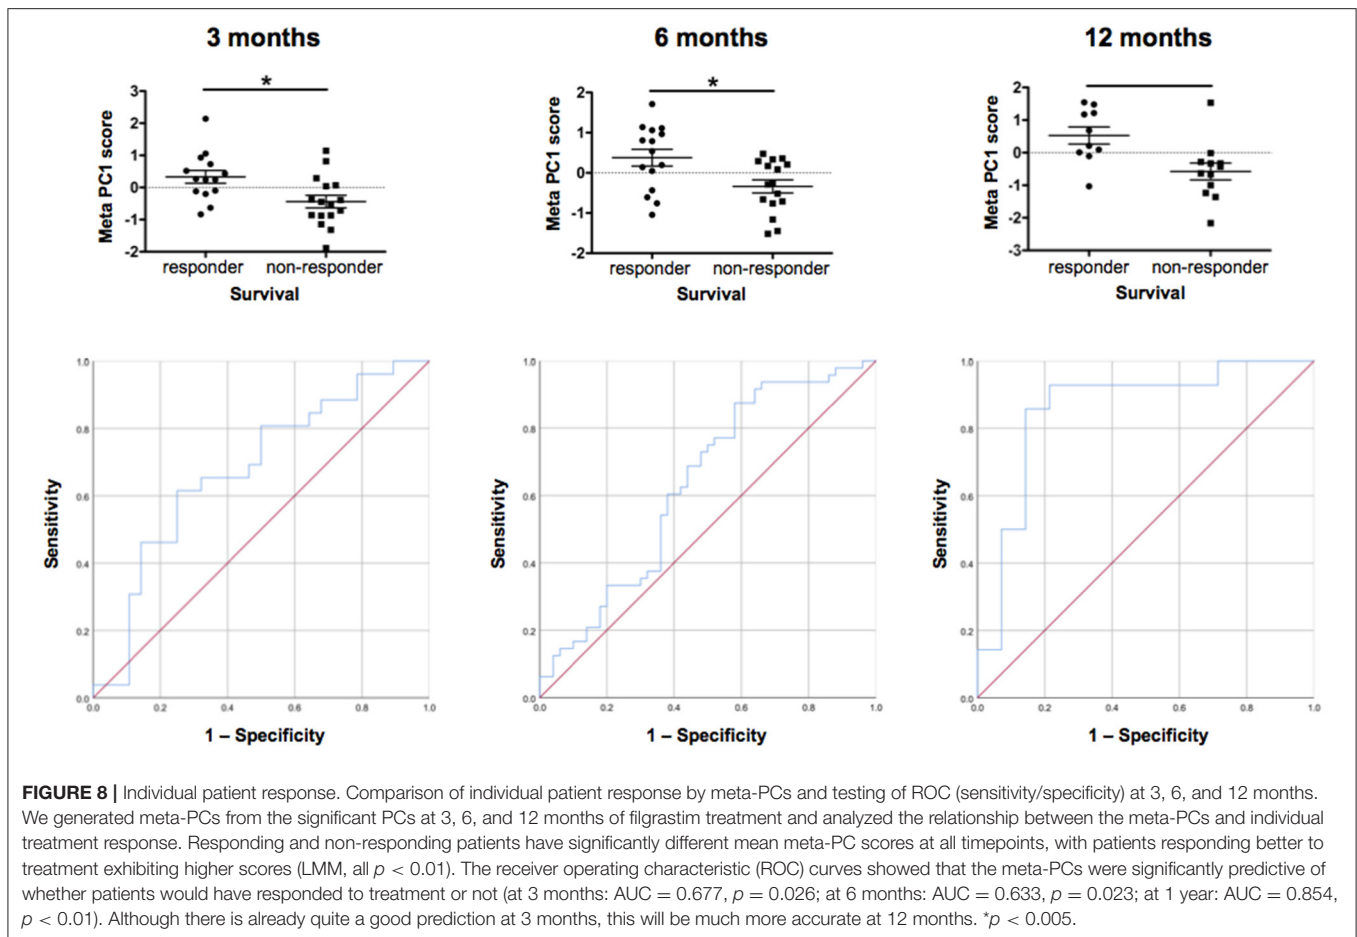 3 months
6 months
12 months
*
*
Meta PC1 score
3
2
1
0
-1
-2
responder
non-responder
Survival
Meta PC1 score
2
1
0
-1
-2
responder
non-responder
Survival
Meta PC1 score
2
1
0
-1
-2
-3
responder
non-responder
Survival
Sensitivity
1.0
0.8
0.6
0.4
0.2
0.0
0.0 0.2 0.4 0.6 0.8 1.0
1 – Specificity
Sensitivity
1.0
0.8
0.6
0.4
0.2
0.0
0.0 0.2 0.4 0.6 0.8 1.0
1 – Specificity
Sensitivity
1.0
0.8
0.6
0.4
0.2
0.0
0.0 0.2 0.4 0.6 0.8 1.0
1 – Specificity
FIGURE 8 | Individual patient response. Comparison of individual patient response by meta-PCs and testing of ROC (sensitivity/specificity) at 3, 6, and 12 months.
We generated meta-PCs from the significant PCs at 3, 6, and 12 months of filgrastim treatment and analyzed the relationship between the meta-PCs and individual
treatment response. Responding and non-responding patients have significantly different mean meta-PC scores at all timepoints, with patients responding better to
treatment exhibiting higher scores (LMM, all p < 0.01). The receiver operating characteristic (ROC) curves showed that the meta-PCs were significantly predictive of
whether patients would have responded to treatment or not (at 3 months: AUC = 0.677, p = 0.026; at 6 months: AUC = 0.633, p = 0.023; at 1 year: AUC = 0.854,
p < 0.01). Although there is already quite a good prediction at 3 months, this will be much more accurate at 12 months. *p < 0.005.